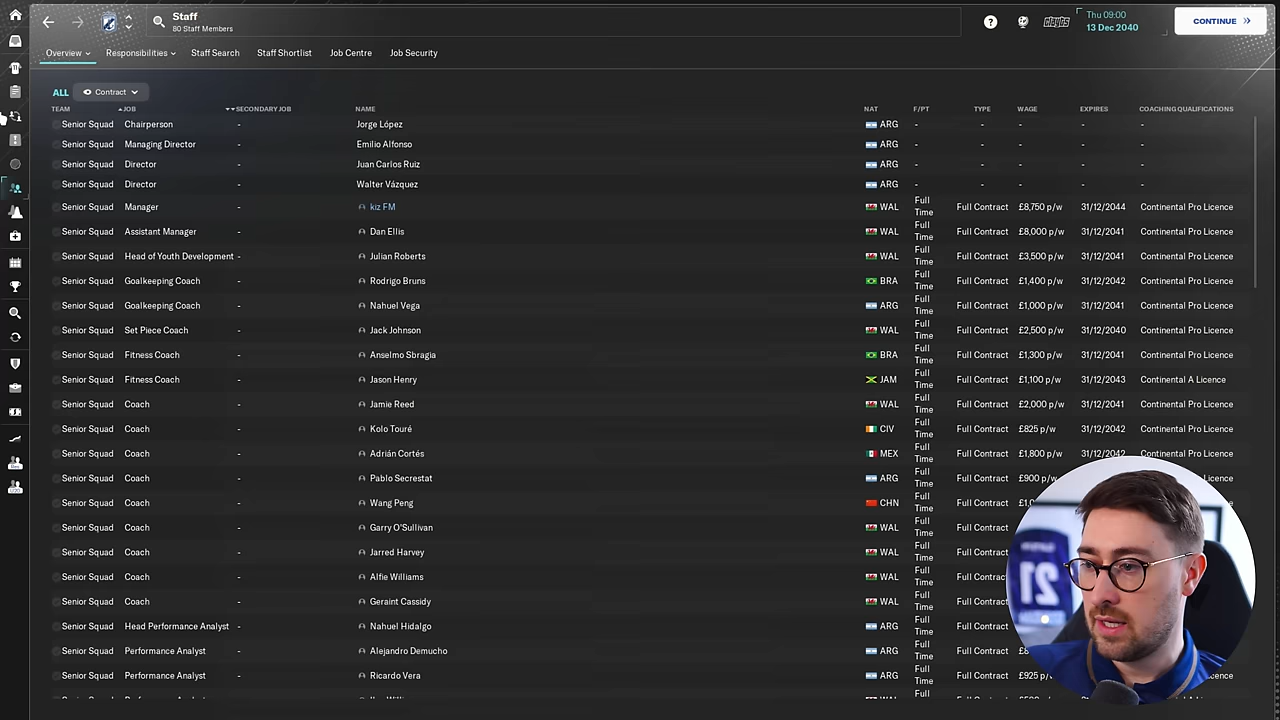 Staff
80 Staff Members
Thu 09:00
13 Dec 2040
CONTINUE
Overview Responsibilities Staff Search Staff Shortlist Job Centre Job Security
ALL Contract
TEAM JOB SECONDARY JOB NAME NAT F/PT TYPE WAGE EXPIRES COACHING QUALIFICATIONS
Senior Squad Chairperson - Jorge López ARG - - - - -
Senior Squad Managing Director - Emilio Alfonso ARG - - - - -
Senior Squad Director - Juan Carlos Ruiz ARG - - - - -
Senior Squad Director - Walter Vázquez ARG - - - - -
Senior Squad Manager - kiz FM WAL Full Time Full Contract £8,750 p/w 31/12/2044 Continental Pro Licence
Senior Squad Assistant Manager - Dan Ellis WAL Full Time Full Contract £8,000 p/w 31/12/2041 Continental Pro Licence
Senior Squad Head of Youth Development - Julian Roberts WAL Full Time Full Contract £3,500 p/w 31/12/2041 Continental Pro Licence
Senior Squad Goalkeeping Coach - Rodrigo Bruns BRA Full Time Full Contract £1,400 p/w 31/12/2042 Continental Pro Licence
Senior Squad Goalkeeping Coach - Nahuel Vega ARG Full Time Full Contract £1,000 p/w 31/12/2041 Continental Pro Licence
Senior Squad Set Piece Coach - Jack Johnson WAL Full Time Full Contract £2,500 p/w 31/12/2040 Continental Pro Licence
Senior Squad Fitness Coach - Anselmo Sbragia BRA Full Time Full Contract £1,300 p/w 31/12/2041 Continental Pro Licence
Senior Squad Fitness Coach - Jason Henry JAM Full Time Full Contract £1,100 p/w 31/12/2043 Continental A Licence
Senior Squad Coach - Jamie Reed WAL Full Time Full Contract £2,000 p/w 31/12/2041 Continental Pro Licence
Senior Squad Coach - Kolo Touré CIV Full Time Full Contract £825 p/w 31/12/2042 Continental Pro Licence
Senior Squad Coach - Adrián Cortés MEX Full Time Full Contract £1,800 p/w 31/12/2042 Continental Pro Licence
Senior Squad Coach - Pablo Secrestat ARG Full Time Full Contract £900 p/w Continental Pro Licence
Senior Squad Coach - Wang Peng CHN Full Time Full Contract
Senior Squad Coach - Garry O'Sullivan WAL Full Time Full Contract
Senior Squad Coach - Jarred Harvey WAL Full Time Full Contract
Senior Squad Coach - Alfie Williams WAL Full Time Full Contract
Senior Squad Coach - Geraint Cassidy WAL Full Time Full Contract
Senior Squad Head Performance Analyst - Nahuel Hidalgo ARG Full Time Full Contract
Senior Squad Performance Analyst - Alejandro Demucho ARG Full Time Full Contract
Senior Squad Performance Analyst - Ricardo Vera ARG Full Time Full Contract £925 p/w
Full
21